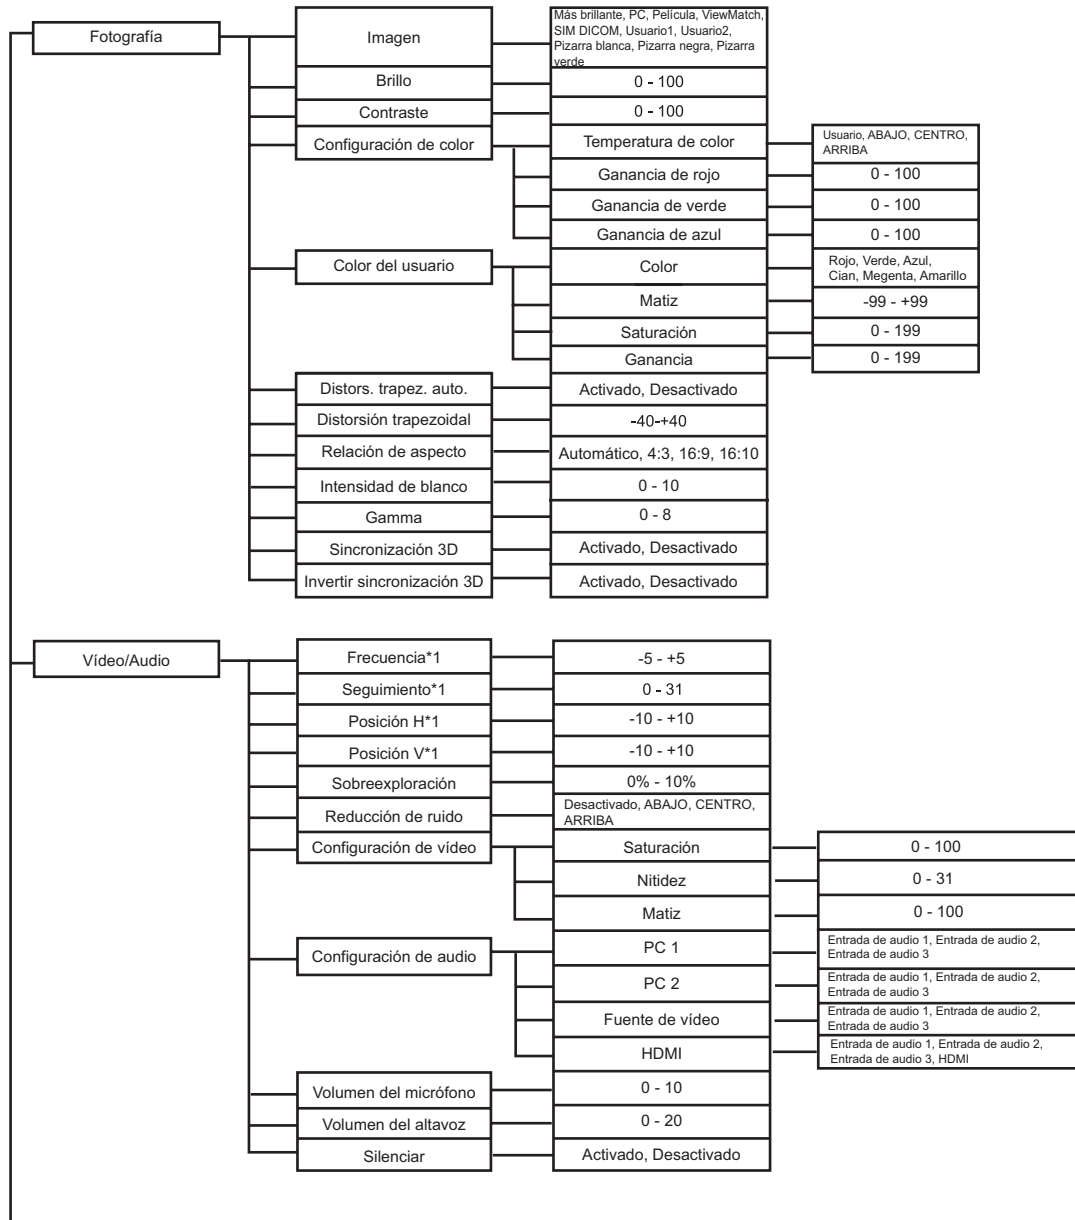 Fotografía
Imagen
Más brillante, PC, Película, ViewMatch,
SIM DICOM, Usuario1, Usuario2,
Pizarra blanca, Pizarra negra, Pizarra
verde
Brillo
0 - 100
Contraste
0 - 100
Configuración de color
Temperatura de color
Usuario, ABAJO, CENTRO,
ARRIBA
Ganancia de rojo
0 - 100
Ganancia de verde
0 - 100
Ganancia de azul
0 - 100
Color del usuario
Color
Rojo, Verde, Azul,
Cian, Megenta, Amarillo
Matiz
-99 - +99
Saturación
0 - 199
Ganancia
0 - 199
Distors. trapez. auto.
Activado, Desactivado
Distorsión trapezoidal
-40-+40
Relación de aspecto
Automático, 4:3, 16:9, 16:10
Intensidad de blanco
0 - 10
Gamma
0 - 8
Sincronización 3D
Activado, Desactivado
Invertir sincronización 3D
Activado, Desactivado
Vídeo/Audio
Frecuencia*1
-5 - +5
Seguimiento*1
0 - 31
Posición H*1
-10 - +10
Posición V*1
-10 - +10
Sobreexploración
0% - 10%
Reducción de ruido
Desactivado, ABAJO, CENTRO,
ARRIBA
Configuración de vídeo
Saturación
0 - 100
Nitidez
0 - 31
Matiz
0 - 100
Configuración de audio
PC 1
Entrada de audio 1, Entrada de audio 2,
Entrada de audio 3
PC 2
Entrada de audio 1, Entrada de audio 2,
Entrada de audio 3
Fuente de vídeo
Entrada de audio 1, Entrada de audio 2,
Entrada de audio 3
HDMI
Entrada de audio 1, Entrada de audio 2,
Entrada de audio 3, HDMI
Volumen del micrófono
0 - 10
Volumen del altavoz
0 - 20
Silenciar
Activado, Desactivado